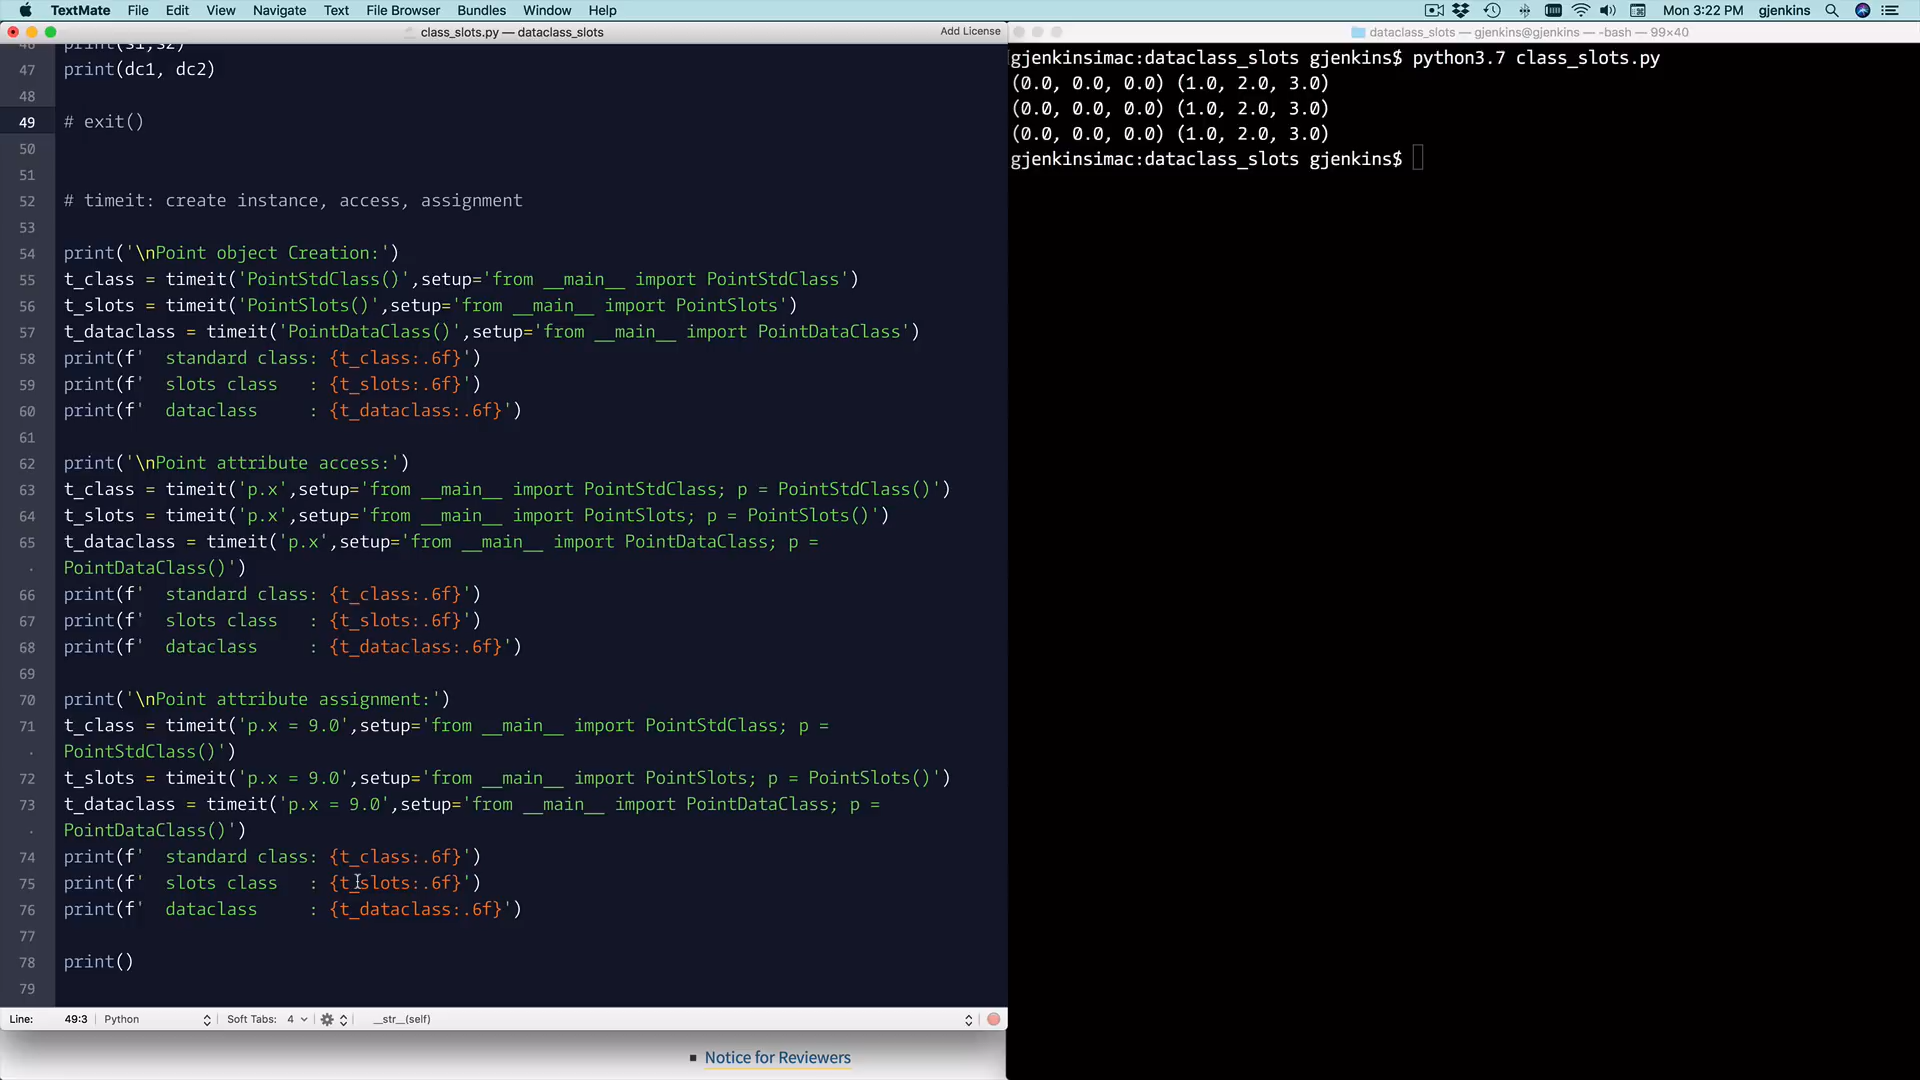 TextMate File Edit View Navigate Text File Browser Bundles Window Help Mon 3:22 PM gjenkins
class_slots.py — dataclass_slots Add License
dataclass_slots — gjenkins@gjenkins — -bash — 99×40
46 print(s1,s2)
47 print(dc1, dc2)
48
49 # exit()
50
51
52 # timeit: create instance, access, assignment
53
54 print('\nPoint object Creation:')
55 t_class = timeit('PointStdClass()',setup='from __main__ import PointStdClass')
56 t_slots = timeit('PointSlots()',setup='from __main__ import PointSlots')
57 t_dataclass = timeit('PointDataClass()',setup='from __main__ import PointDataClass')
58 print(f'  standard class: {t_class:.6f}')
59 print(f'  slots class   : {t_slots:.6f}')
60 print(f'  dataclass     : {t_dataclass:.6f}')
61
62 print('\nPoint attribute access:')
63 t_class = timeit('p.x',setup='from __main__ import PointStdClass; p = PointStdClass()')
64 t_slots = timeit('p.x',setup='from __main__ import PointSlots; p = PointSlots()')
65 t_dataclass = timeit('p.x',setup='from __main__ import PointDataClass; p =
· PointDataClass()')
66 print(f'  standard class: {t_class:.6f}')
67 print(f'  slots class   : {t_slots:.6f}')
68 print(f'  dataclass     : {t_dataclass:.6f}')
69
70 print('\nPoint attribute assignment:')
71 t_class = timeit('p.x = 9.0',setup='from __main__ import PointStdClass; p =
· PointStdClass()')
72 t_slots = timeit('p.x = 9.0',setup='from __main__ import PointSlots; p = PointSlots()')
73 t_dataclass = timeit('p.x = 9.0',setup='from __main__ import PointDataClass; p =
· PointDataClass()')
74 print(f'  standard class: {t_class:.6f}')
75 print(f'  slots class   : {t_slots:.6f}')
76 print(f'  dataclass     : {t_dataclass:.6f}')
77
78 print()
79
Line: 49:3 Python Soft Tabs: 4 __str__(self)
▪ Notice for Reviewers
gjenkinsimac:dataclass_slots gjenkins$ python3.7 class_slots.py
(0.0, 0.0, 0.0) (1.0, 2.0, 3.0)
(0.0, 0.0, 0.0) (1.0, 2.0, 3.0)
(0.0, 0.0, 0.0) (1.0, 2.0, 3.0)
gjenkinsimac:dataclass_slots gjenkins$